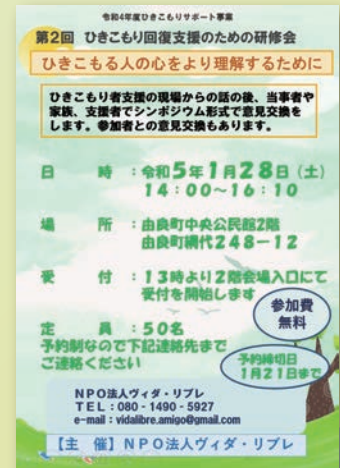 令和4年度ひきこもりサポート事業
第2回 ひきこもり回復支援のための研修会
ひきこもる人の心をより理解するために
ひきこもり者支援の現場からの話の後、当事者や
家族、支援者でシンポジウム形式で意見交換を
します。参加者との意見交換もあります。
日 時：令和5年1月28日（土）
14：00～16：10
場 所：由良町中央公民館2階
由良町網代248－12
受 付：13時より2階会場入口にて
受付を開始します
参加費
無料
定 員：50名
予約制なので下記連絡先まで
ご連絡ください
予約締切日
1月21日まで
NPO法人ヴィダ・リブレ
TEL：080 - 1490 - 5927
e-mail：vidalibre.amigo@gmail.com
【主 催】NPO法人ヴィダ・リブレ